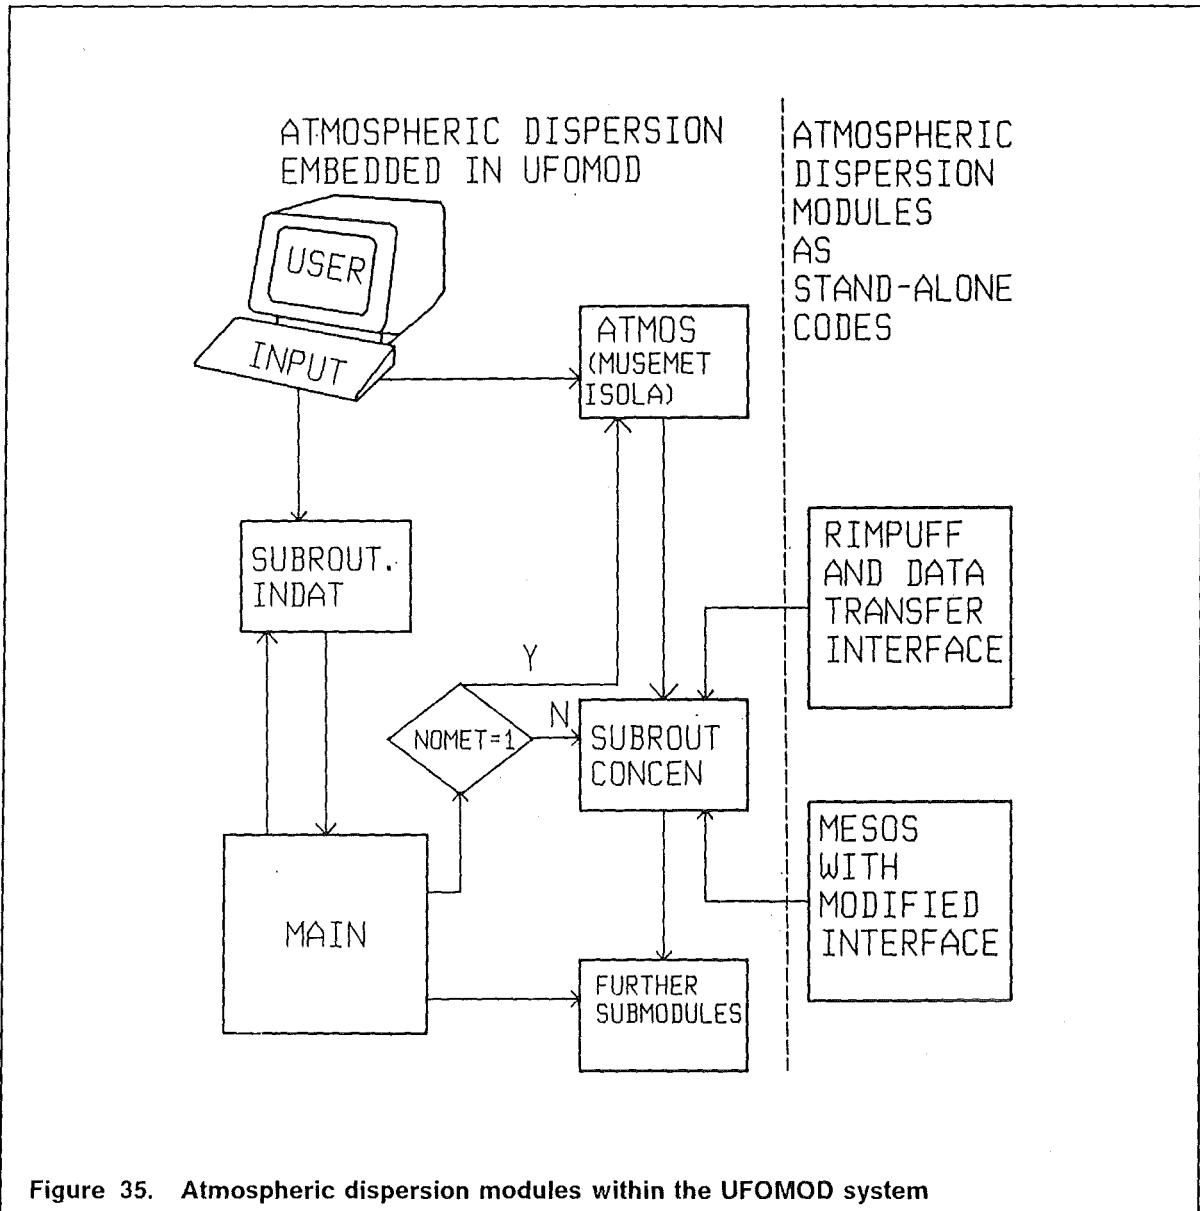 ATMOSPHERIC DISPERSION
EMBEDDED IN UFOMOD
ATMOSPHERIC
DISPERSION
MODULES
AS
STAND-ALONE
CODES
USER
INPUT
ATMOS
(MUSEMET
ISOLA)
SUBROUT.
INDAT
RIMPUFF
AND DATA
TRANSFER
INTERFACE
Y
NOMET=1
N
SUBROUT
CONCEN
MESOS
WITH
MODIFIED
INTERFACE
MAIN
FURTHER
SUBMODULES
Figure 35. Atmospheric dispersion modules within the UFOMOD system